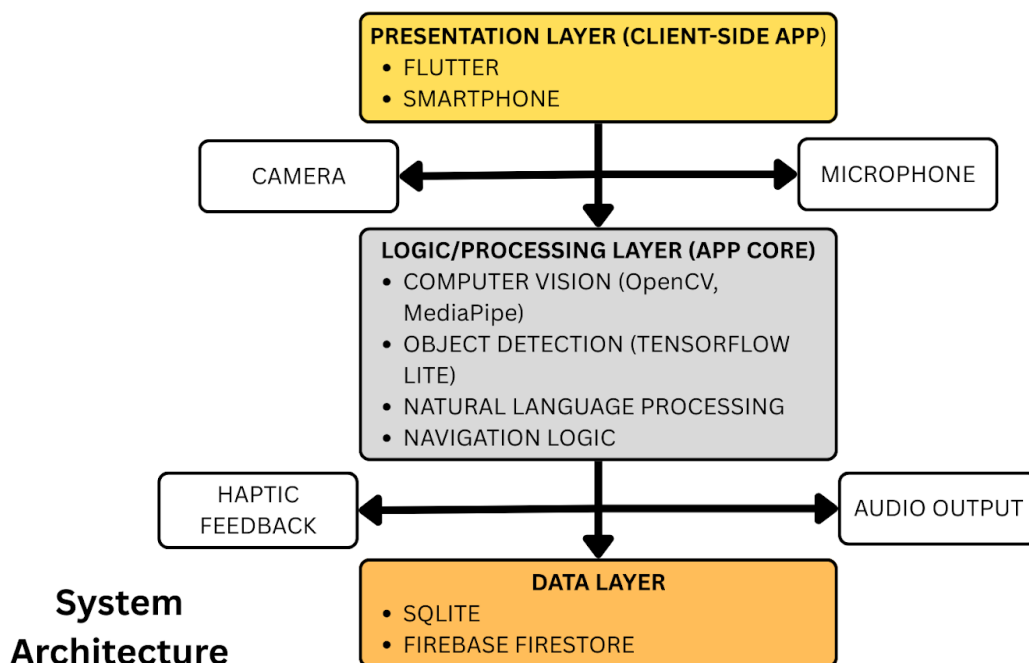 PRESENTATION LAYER (CLIENT-SIDE APP)
• FLUTTER
• SMARTPHONE
CAMERA
MICROPHONE
LOGIC/PROCESSING LAYER (APP CORE)
• COMPUTER VISION (OpenCV,
MediaPipe)
• OBJECT DETECTION (TENSORFLOW
LITE)
• NATURAL LANGUAGE PROCESSING
• NAVIGATION LOGIC
HAPTIC
FEEDBACK
AUDIO OUTPUT
DATA LAYER
• SQLITE
• FIREBASE FIRESTORE
System
Architecture